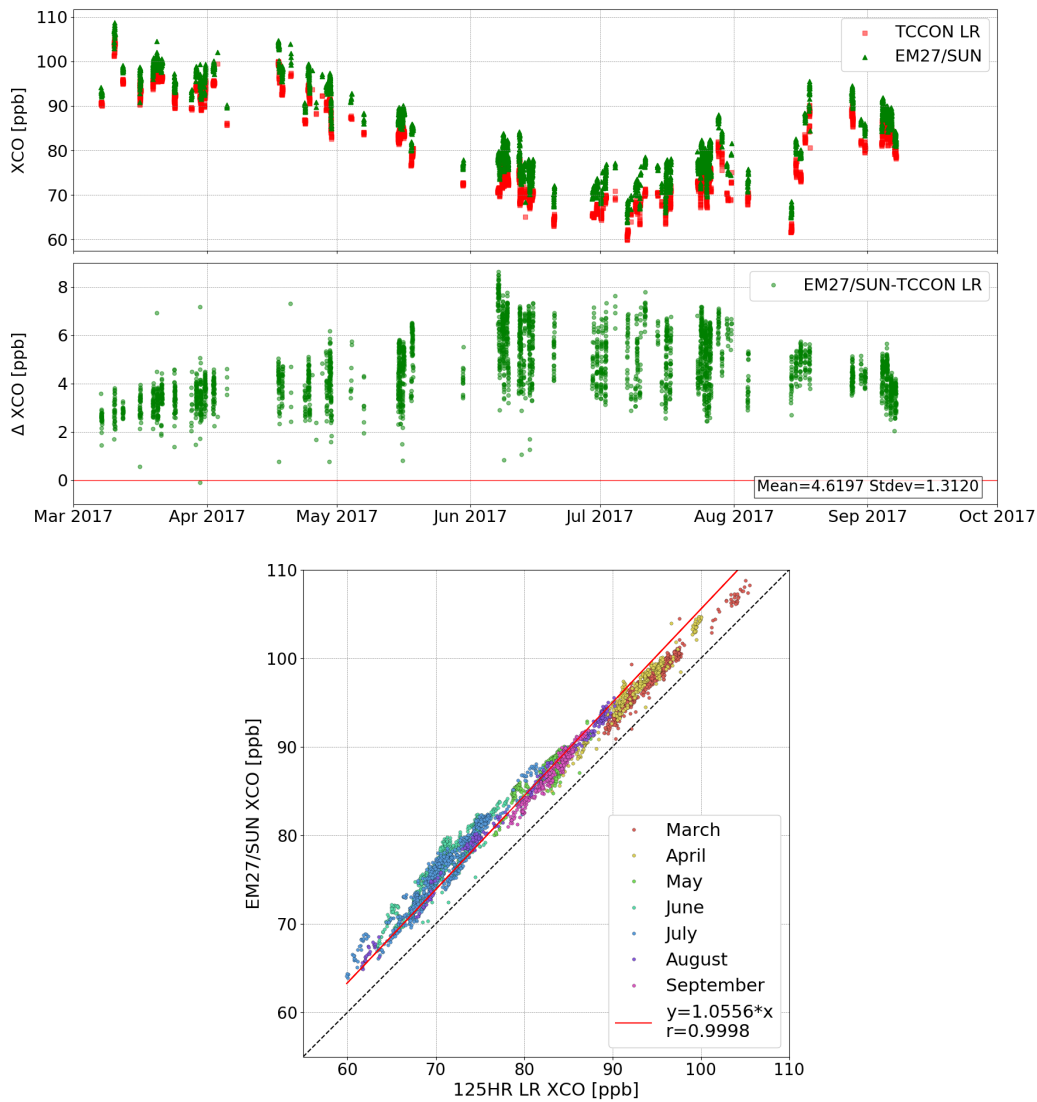 110
100
90
80
70
60
XCO [ppb]
TCCON LR
EM27/SUN
8
6
4
2
0
Δ XCO [ppb]
EM27/SUN-TCCON LR
Mean=4.6197 Stdev=1.3120
Mar 2017 Apr 2017 May 2017 Jun 2017 Jul 2017 Aug 2017 Sep 2017 Oct 2017
110
100
90
80
70
60
EM27/SUN XCO [ppb]
March
April
May
June
July
August
September
y=1.0556*x
r=0.9998
60 70 80 90 100 110
125HR LR XCO [ppb]